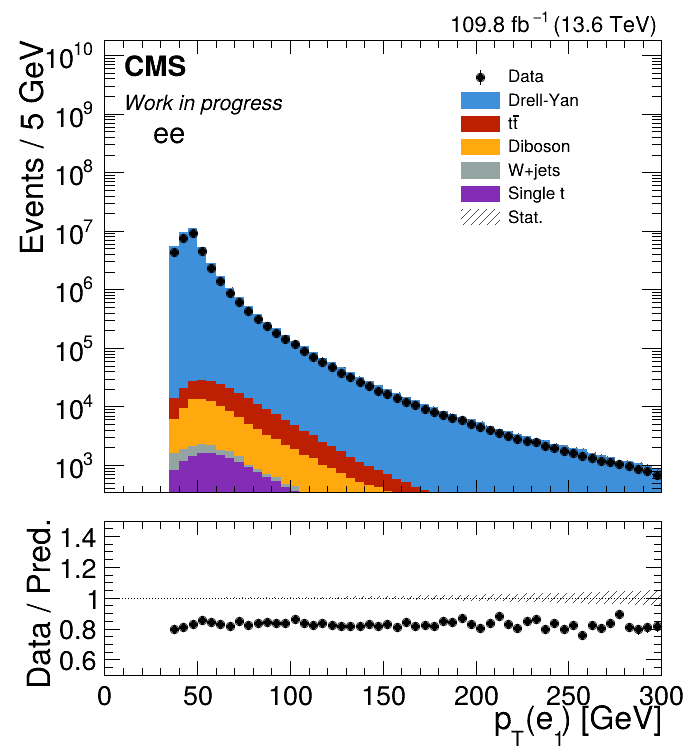 109.8 fb⁻¹ (13.6 TeV)
CMS
Work in progress
ee
Data
Drell-Yan
tt̅
Diboson
W+jets
Single t
Stat.
Events / 5 GeV
10¹⁰
10⁹
10⁸
10⁷
10⁶
10⁵
10⁴
10³
Data / Pred.
1.4
1.2
1
0.8
0.6
0 50 100 150 200 250 300
p_T(e_1) [GeV]